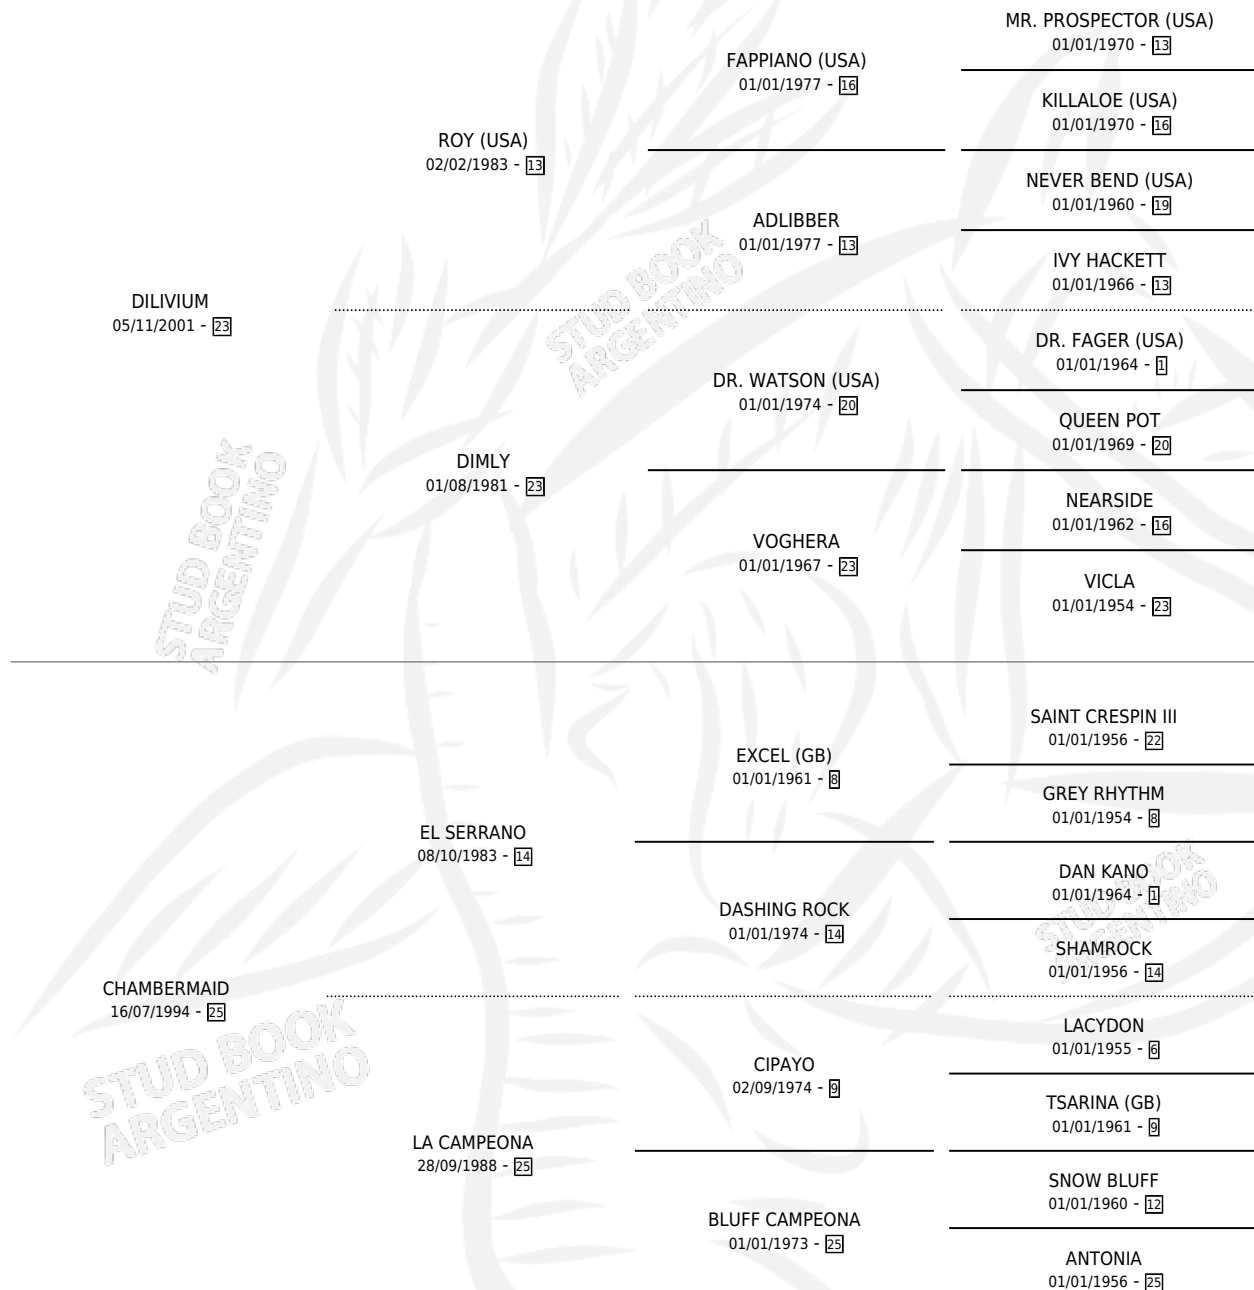 MR. PROSPECTOR (USA)
01/01/1970 - 13
FAPPIANO (USA)
01/01/1977 - 16
KILLALOE (USA)
01/01/1970 - 16
ROY (USA)
02/02/1983 - 13
NEVER BEND (USA)
01/01/1960 - 19
ADLIBBER
01/01/1977 - 13
IVY HACKETT
01/01/1966 - 13
DILIVIUM
05/11/2001 - 23
DR. FAGER (USA)
01/01/1964 - 1
DR. WATSON (USA)
01/01/1974 - 20
QUEEN POT
01/01/1969 - 20
DIMLY
01/08/1981 - 23
NEARSIDE
01/01/1962 - 16
VOGHERA
01/01/1967 - 23
VICLA
01/01/1954 - 23
SAINT CRESPIN III
01/01/1956 - 22
EXCEL (GB)
01/01/1961 - 8
GREY RHYTHM
01/01/1954 - 8
EL SERRANO
08/10/1983 - 14
DAN KANO
01/01/1964 - 1
DASHING ROCK
01/01/1974 - 14
SHAMROCK
01/01/1956 - 14
CHAMBERMAID
16/07/1994 - 25
LACYDON
01/01/1955 - 6
CIPAYO
02/09/1974 - 9
TSARINA (GB)
01/01/1961 - 9
LA CAMPEONA
28/09/1988 - 25
SNOW BLUFF
01/01/1960 - 12
BLUFF CAMPEONA
01/01/1973 - 25
ANTONIA
01/01/1956 - 25
STUD BOOK
ARGENTINO
STUD BOOK
ARGENTINO
STUD BOOK
ARGENTINO
STUD BOOK
ARGENTINO